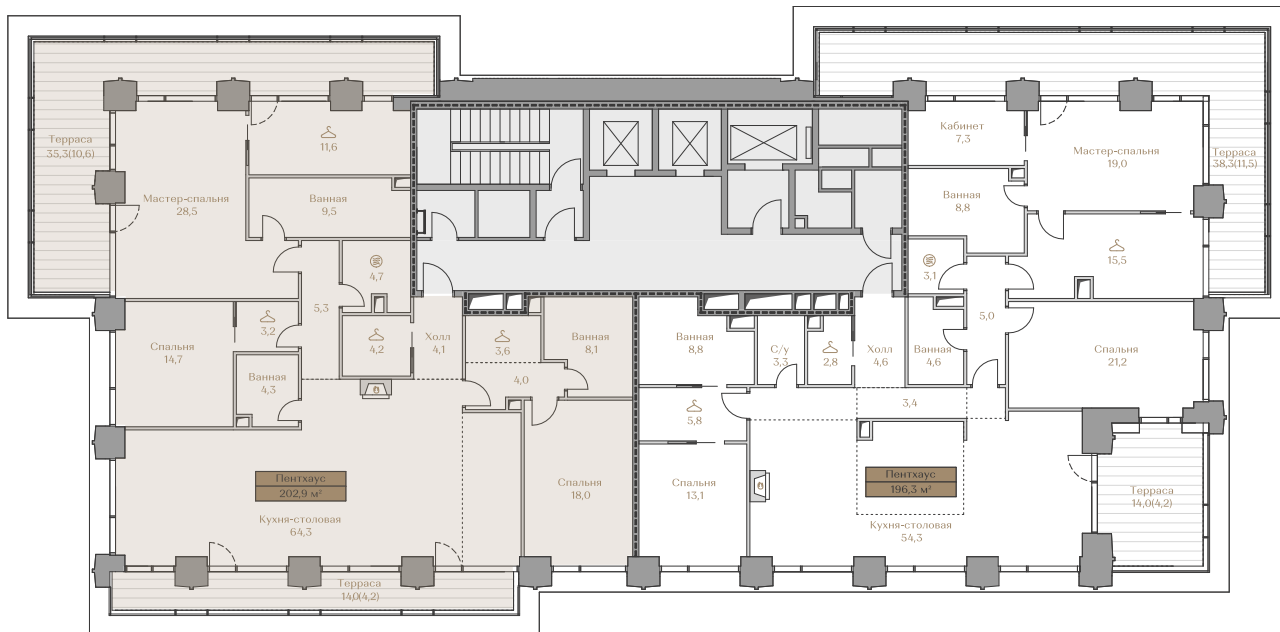 Терраса
35,3(10,6)
11,6
Мастер-спальня
28,5
Ванная
9,5
4,7
5,3
3,2
Спальня
14,7
4,2
Холл
4,1
Ванная
4,3
3,6
Ванная
8,1
4,0
Пентхаус
202,9 м²
Кухня-столовая
64,3
Спальня
18,0
Терраса
14,0(4,2)
Кабинет
7,3
Мастер-спальня
19,0
Терраса
38,3(11,5)
Ванная
8,8
3,1
15,5
5,0
Ванная
8,8
С/у
3,3
2,8
Холл
4,6
Ванная
4,6
Спальня
21,2
3,4
5,8
Спальня
13,1
Пентхаус
196,3 м²
Кухня-столовая
54,3
Терраса
14,0(4,2)